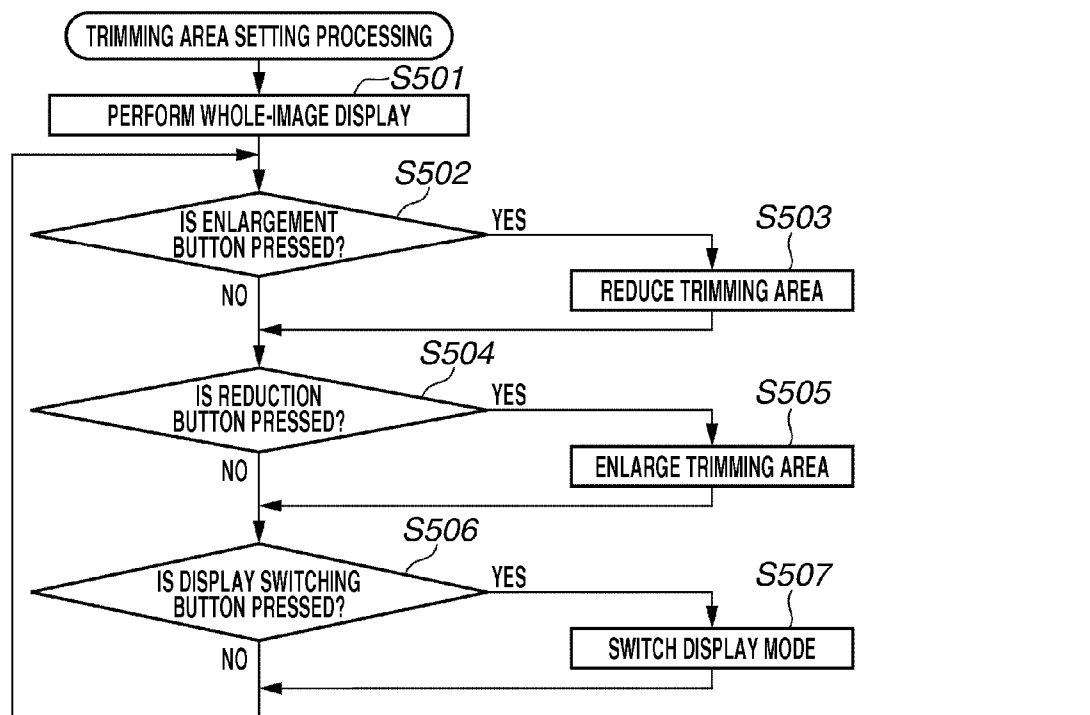 TRIMMING AREA SETTING PROCESSING
S501
PERFORM WHOLE-IMAGE DISPLAY
S502
IS ENLARGEMENT
BUTTON PRESSED?
YES
S503
REDUCE TRIMMING AREA
NO
S504
IS REDUCTION
BUTTON PRESSED?
YES
S505
ENLARGE TRIMMING AREA
NO
S506
IS DISPLAY SWITCHING
BUTTON PRESSED?
YES
S507
SWITCH DISPLAY MODE
NO